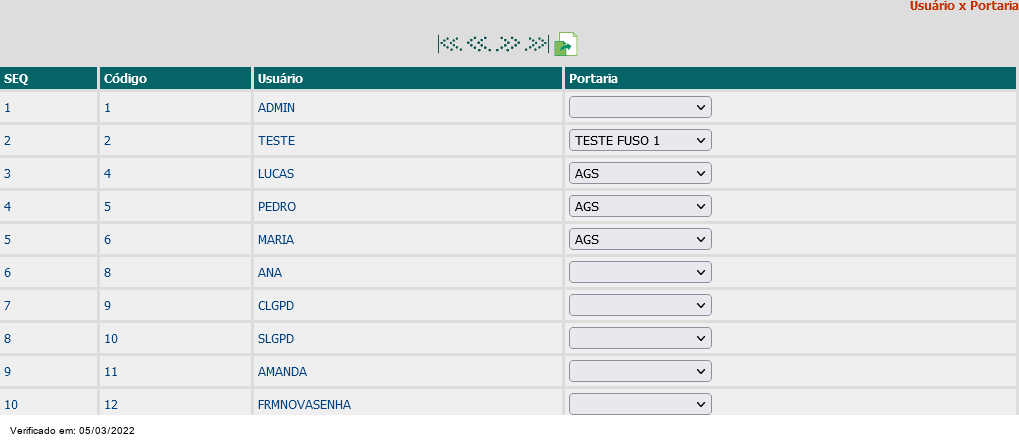 Usuário x Portaria
SEQ Código Usuário Portaria
1 1 ADMIN
2 2 TESTE TESTE FUSO 1
3 4 LUCAS AGS
4 5 PEDRO AGS
5 6 MARIA AGS
6 8 ANA
7 9 CLGPD
8 10 SLGPD
9 11 AMANDA
10 12 FRMNOVASENHA
Verificado em: 05/03/2022